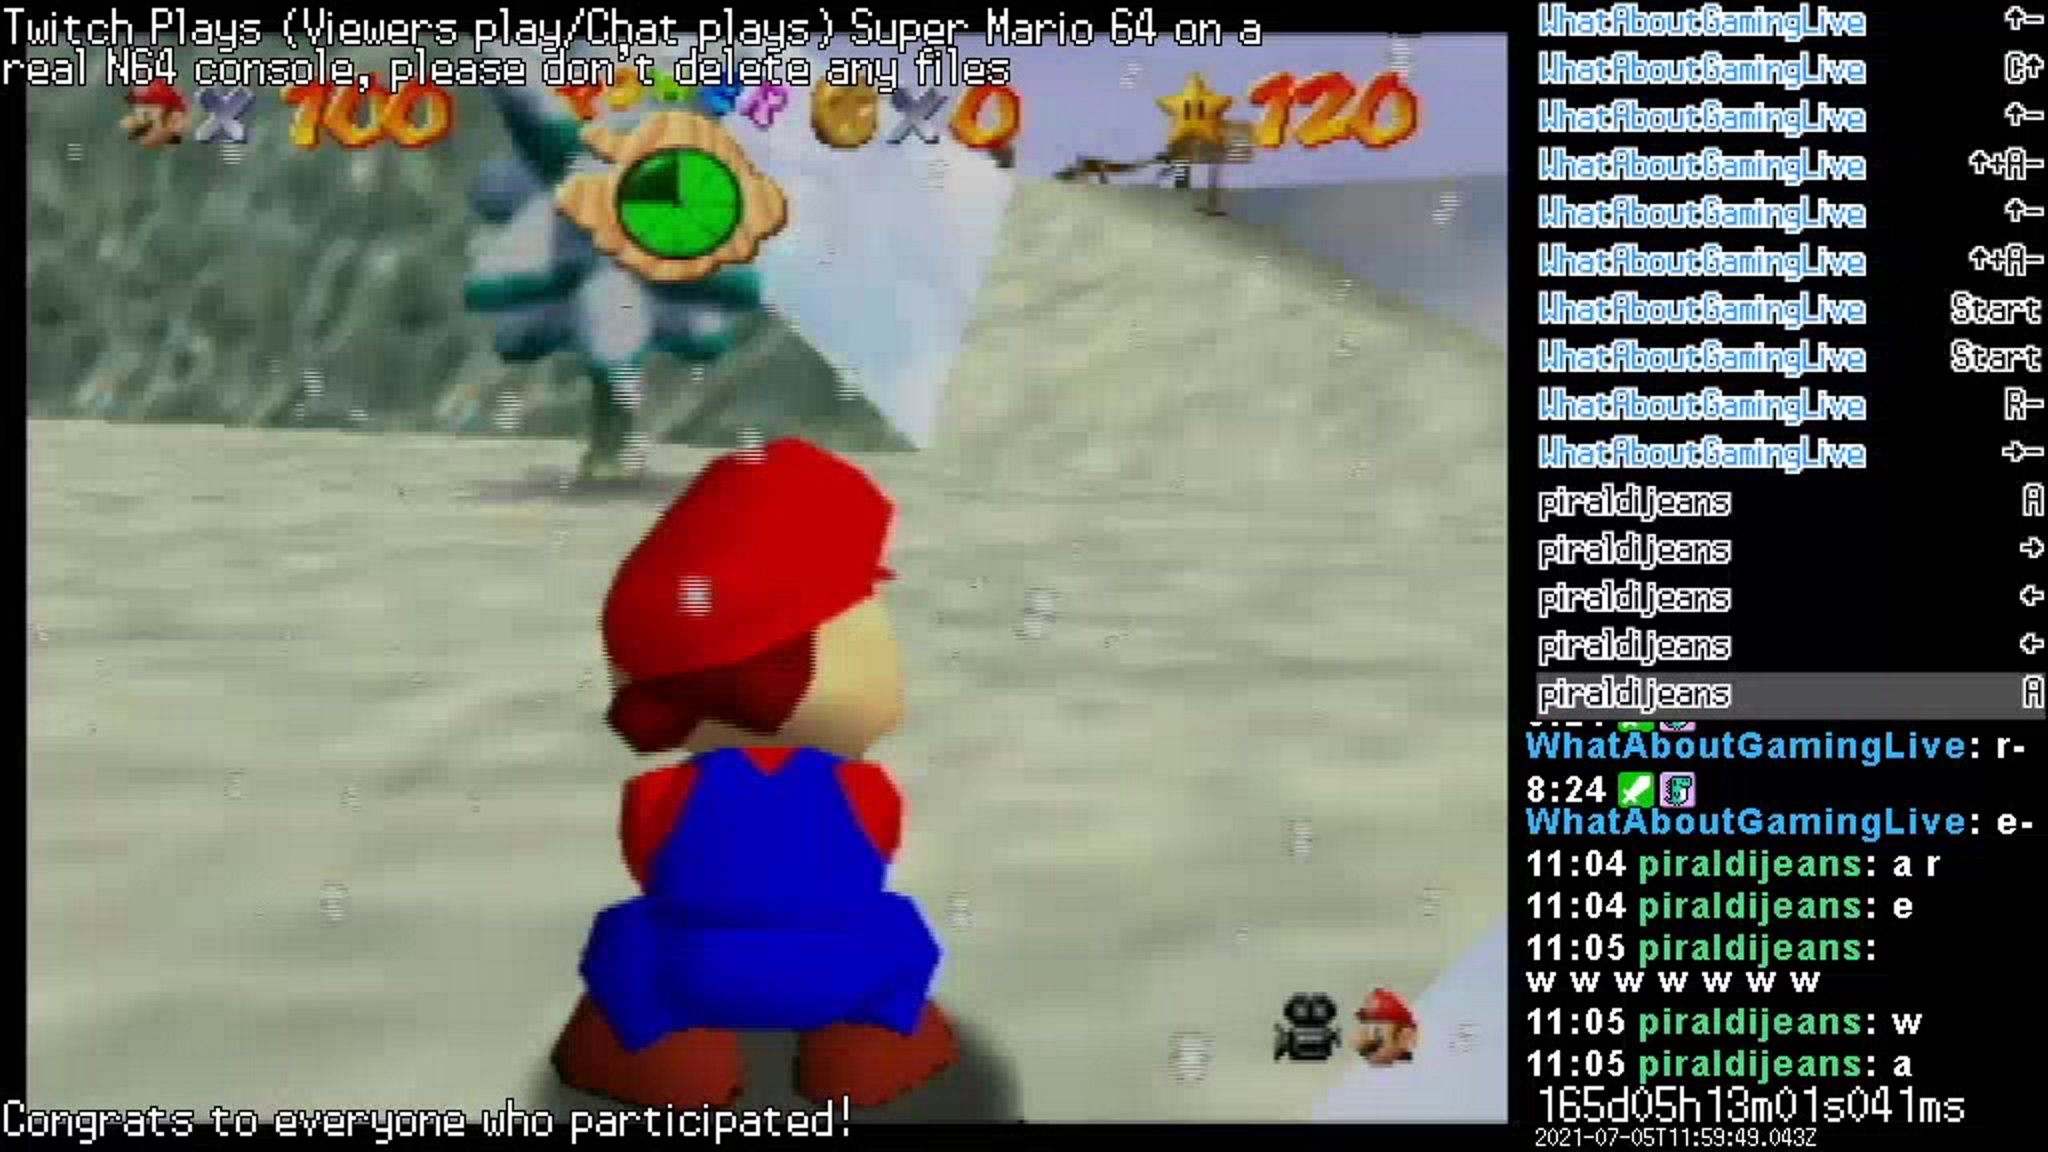 Twitch Plays (Viewers play/Chat plays) Super Mario 64 on a
real N64 console, please don't delete any files
100
0
120
WhatAboutGamingLive ↑-
WhatAboutGamingLive C↑
WhatAboutGamingLive ↑-
WhatAboutGamingLive ↑+A-
WhatAboutGamingLive ↑-
WhatAboutGamingLive ↑+A-
WhatAboutGamingLive Start
WhatAboutGamingLive Start
WhatAboutGamingLive R-
WhatAboutGamingLive →-
piraldijeans A
piraldijeans →
piraldijeans ←
piraldijeans ←
piraldijeans A
WhatAboutGamingLive: r-
8:24
WhatAboutGamingLive: e-
11:04 piraldijeans: a r
11:04 piraldijeans: e
11:05 piraldijeans:
w w w w w w w
11:05 piraldijeans: w
11:05 piraldijeans: a
165d05h13m01s041ms
2021-07-05T11:59:49.043Z
Congrats to everyone who participated!